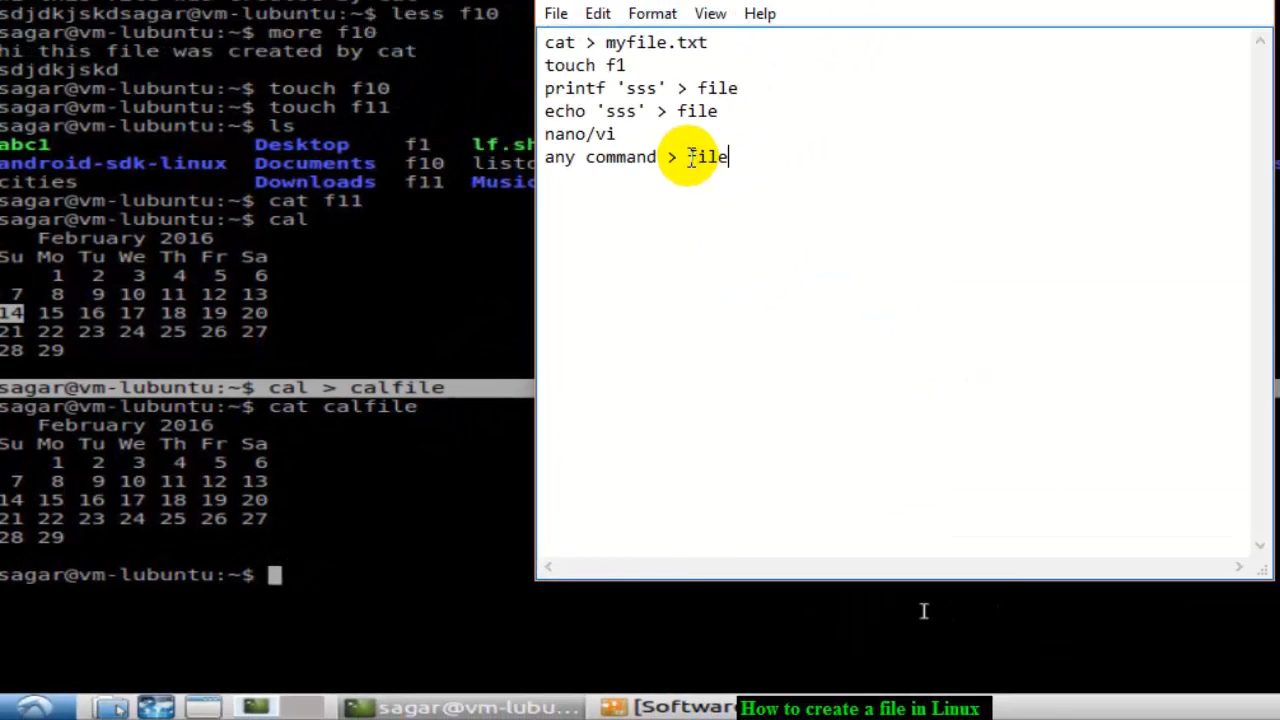 sdjdkjskdsagar@vm-lubuntu:~$ less f10
sagar@vm-lubuntu:~$ more f10
hi this file was created by cat
sdjdkjskd
sagar@vm-lubuntu:~$ touch f10
sagar@vm-lubuntu:~$ touch f11
sagar@vm-lubuntu:~$ ls
abc1 Desktop f1 lf.sh
android-sdk-linux Documents f10
cities Downloads f11
sagar@vm-lubuntu:~$ cat f11
sagar@vm-lubuntu:~$ cal
February 2016
Su Mo Tu We Th Fr Sa
1 2 3 4 5 6
7 8 9 10 11 12 13
14 15 16 17 18 19 20
21 22 23 24 25 26 27
28 29
sagar@vm-lubuntu:~$ cal > calfile
sagar@vm-lubuntu:~$ cat calfile
February 2016
Su Mo Tu We Th Fr Sa
1 2 3 4 5 6
7 8 9 10 11 12 13
14 15 16 17 18 19 20
21 22 23 24 25 26 27
28 29
sagar@vm-lubuntu:~$
File Edit Format View Help
cat > myfile.txt
touch f1
printf 'sss' > file
echo 'sss' > file
nano/vi
any command > file
sagar@vm-lubu... [Softwar
How to create a file in Linux